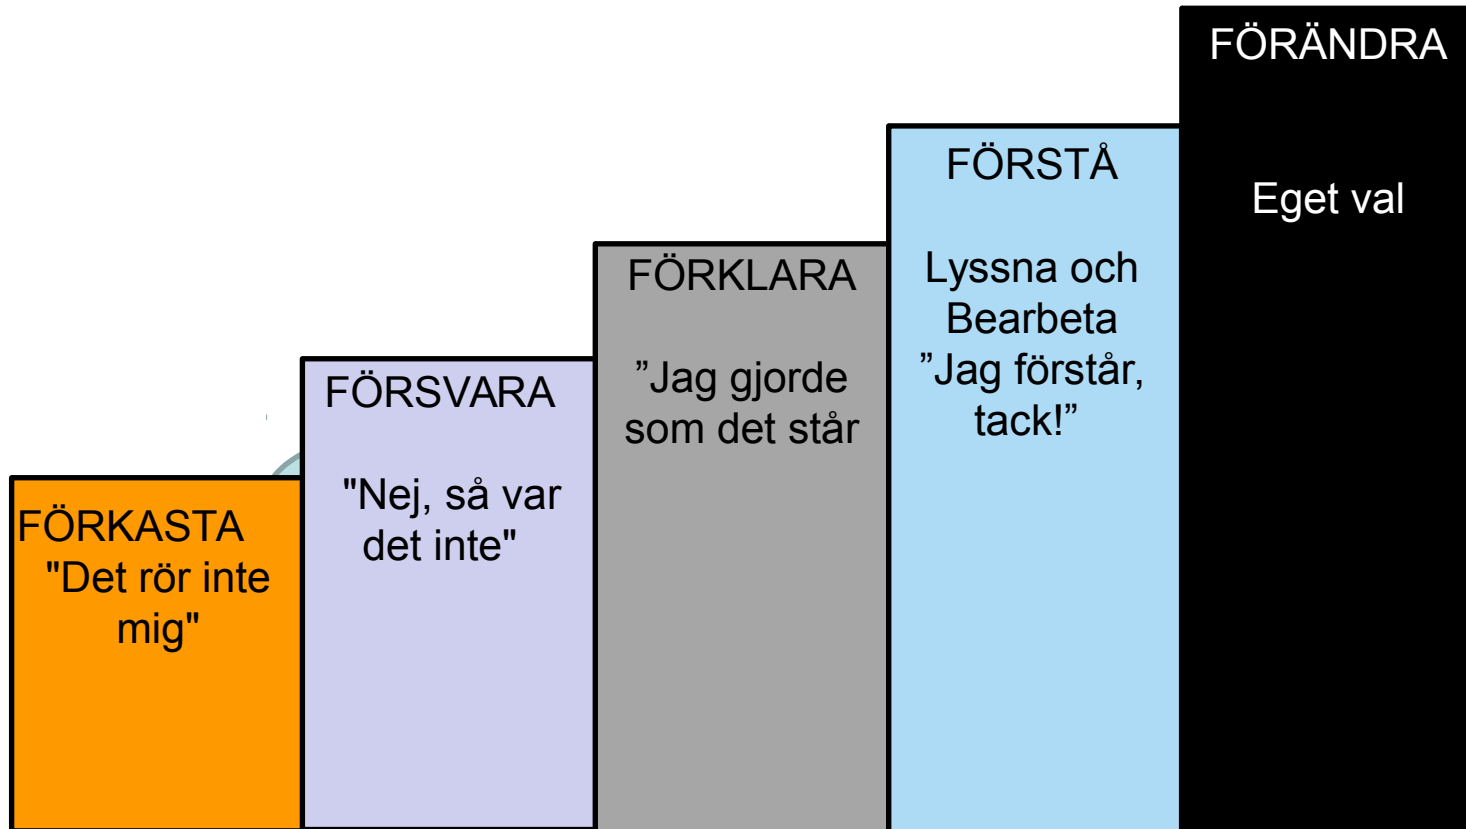 FÖRKASTA
"Det rör inte
mig"
FÖRSVARA
"Nej, så var
det inte"
FÖRKLARA
”Jag gjorde
som det står
FÖRSTÅ
Lyssna och
Bearbeta
”Jag förstår,
tack!”
FÖRÄNDRA
Eget val